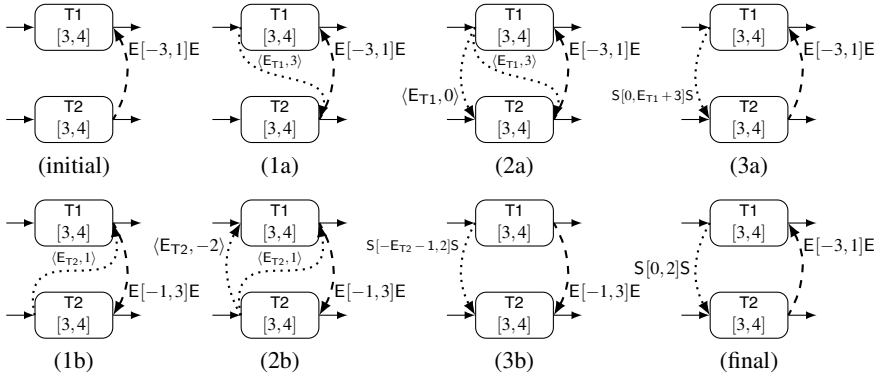 T1
[3,4]
E[−3,1]E
T2
[3,4]
(initial)
T1
[3,4]
⟨E_T1,3⟩
E[−3,1]E
T2
[3,4]
(1a)
T1
[3,4]
⟨E_T1,3⟩
E[−3,1]E
⟨E_T1,0⟩
T2
[3,4]
(2a)
T1
[3,4]
E[−3,1]E
S[0,E_T1+3]S
T2
[3,4]
(3a)
T1
[3,4]
⟨E_T2,1⟩
E[−1,3]E
T2
[3,4]
(1b)
T1
[3,4]
⟨E_T2,−2⟩
⟨E_T2,1⟩
E[−1,3]E
T2
[3,4]
(2b)
T1
[3,4]
S[−E_T2−1,2]S
E[−1,3]E
T2
[3,4]
(3b)
T1
[3,4]
E[−3,1]E
S[0,2]S
T2
[3,4]
(final)